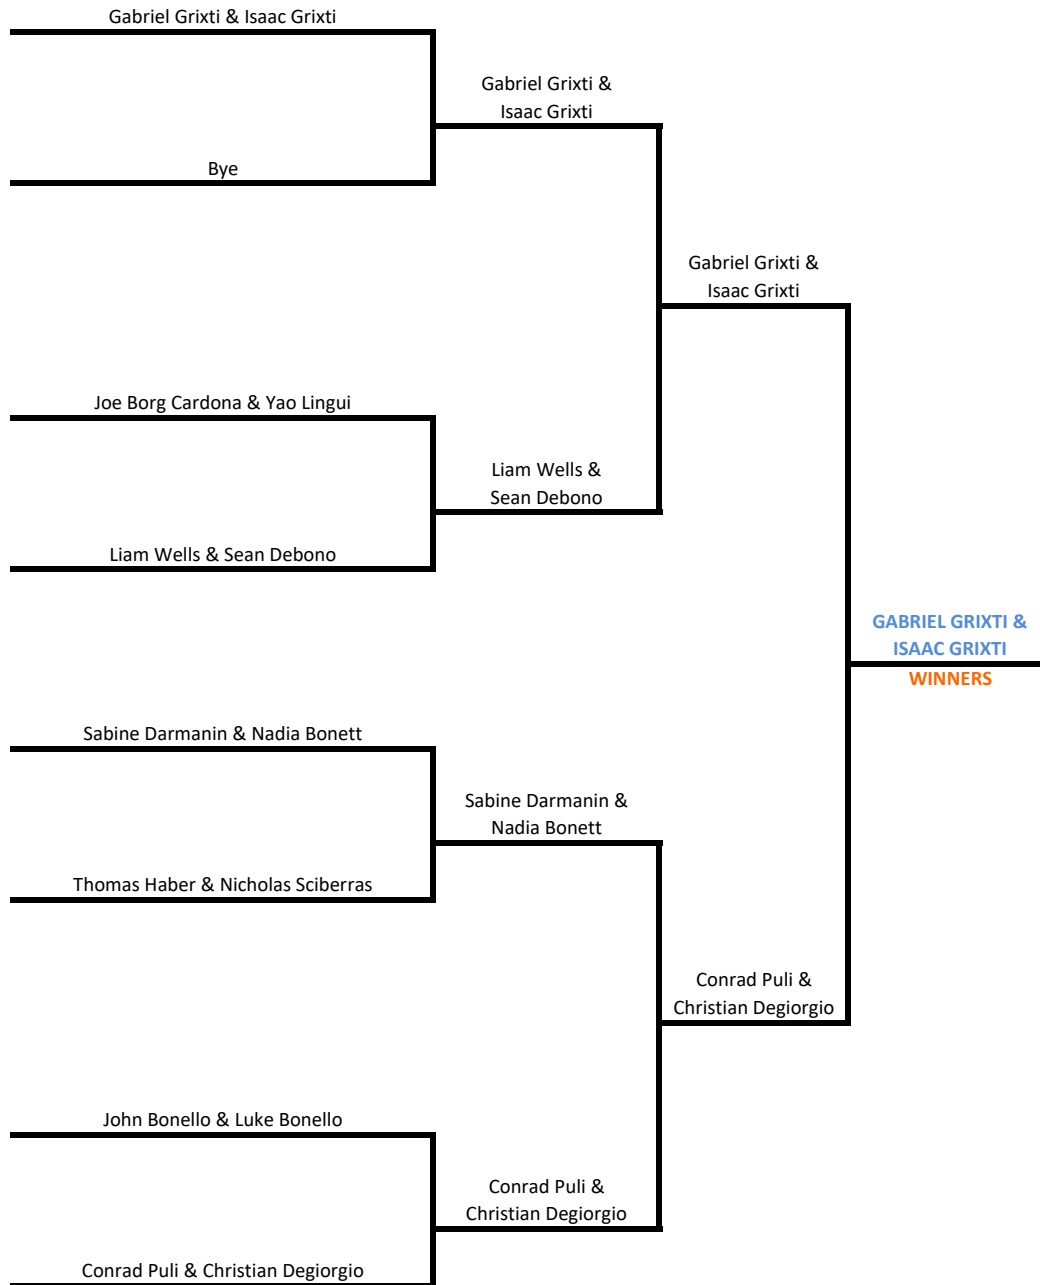 Gabriel Grixti & Isaac Grixti
Gabriel Grixti &
Isaac Grixti
Bye
Gabriel Grixti &
Isaac Grixti
Joe Borg Cardona & Yao Lingui
Liam Wells &
Sean Debono
Liam Wells & Sean Debono
GABRIEL GRIXTI &
ISAAC GRIXTI
WINNERS
Sabine Darmanin & Nadia Bonett
Sabine Darmanin &
Nadia Bonett
Thomas Haber & Nicholas Sciberras
Conrad Puli &
Christian Degiorgio
John Bonello & Luke Bonello
Conrad Puli &
Christian Degiorgio
Conrad Puli & Christian Degiorgio